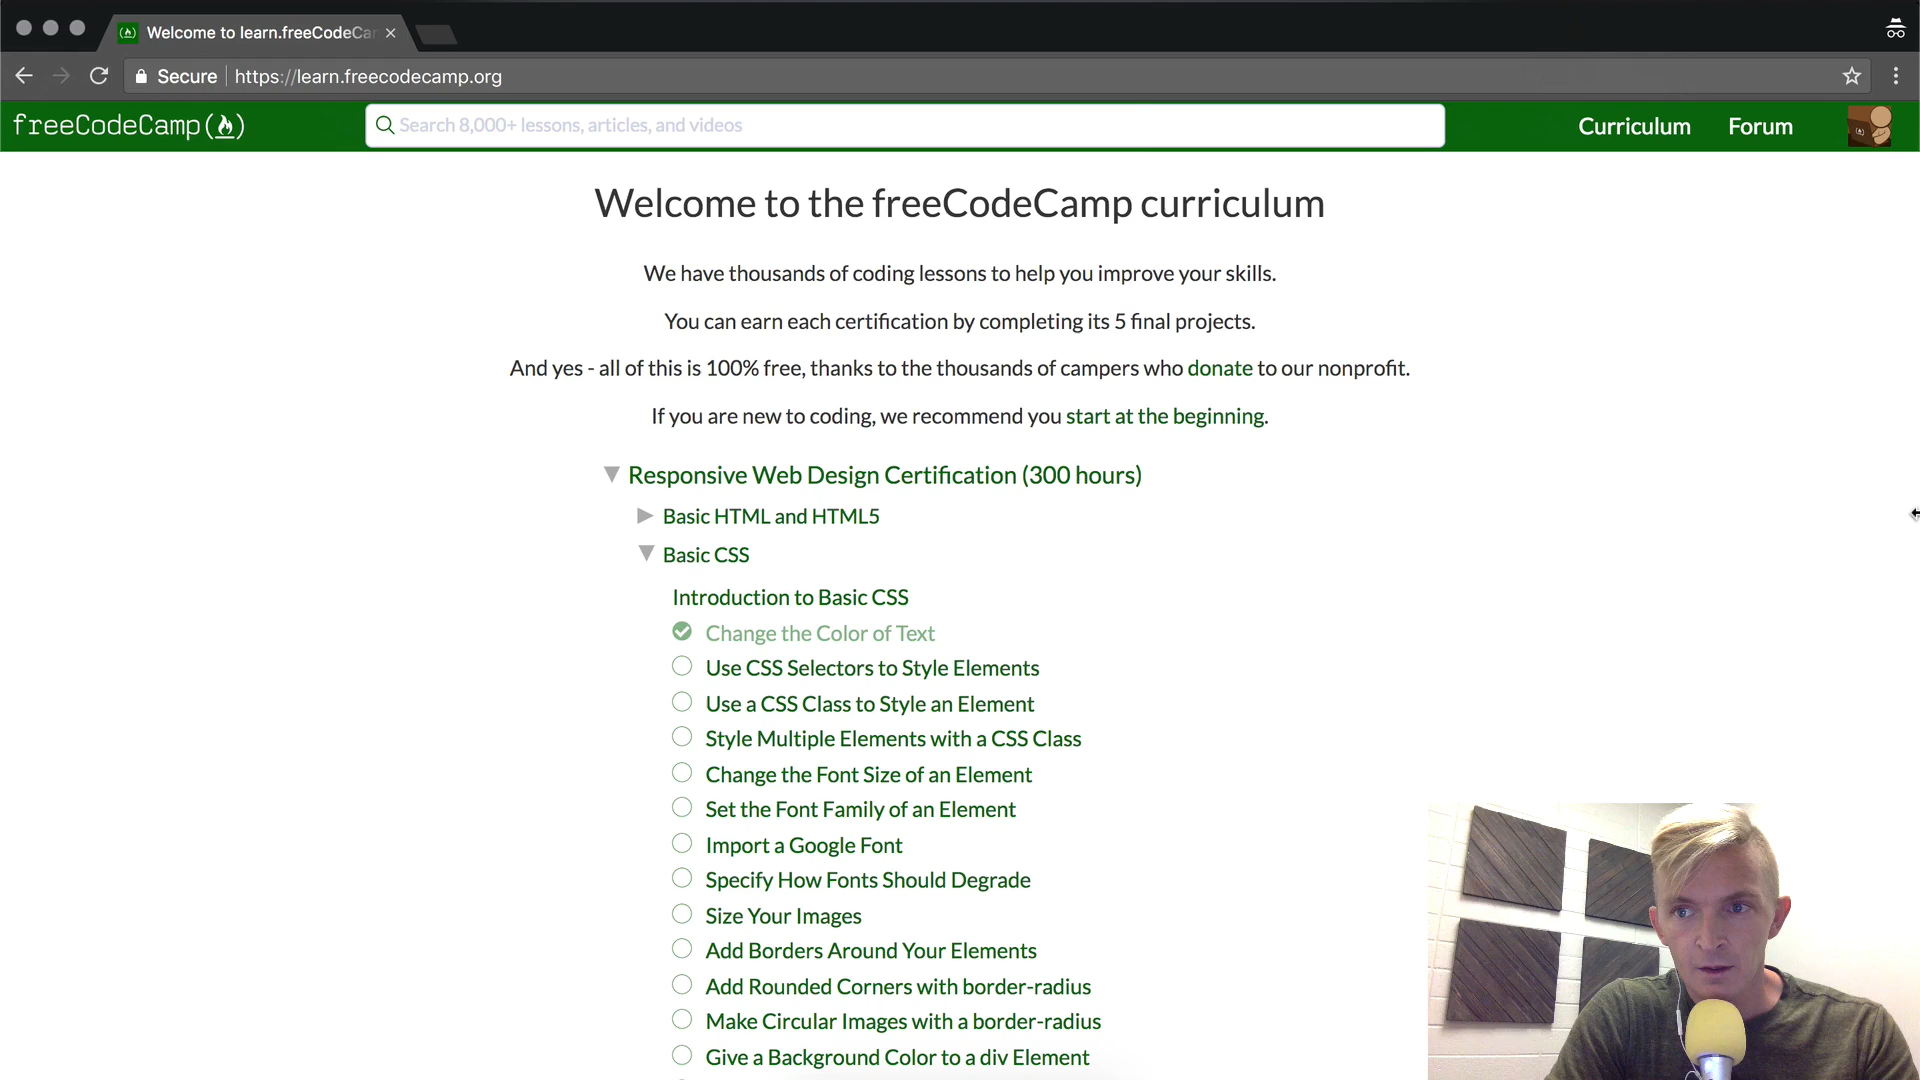 Welcome to learn.freeCodeCa
Secure https://learn.freecodecamp.org
freeCodeCamp Search 8,000+ lessons, articles, and videos Curriculum Forum
Welcome to the freeCodeCamp curriculum
We have thousands of coding lessons to help you improve your skills.
You can earn each certification by completing its 5 final projects.
And yes - all of this is 100% free, thanks to the thousands of campers who donate to our nonprofit.
If you are new to coding, we recommend you start at the beginning.
Responsive Web Design Certification (300 hours)
Basic HTML and HTML5
Basic CSS
Introduction to Basic CSS
Change the Color of Text
Use CSS Selectors to Style Elements
Use a CSS Class to Style an Element
Style Multiple Elements with a CSS Class
Change the Font Size of an Element
Set the Font Family of an Element
Import a Google Font
Specify How Fonts Should Degrade
Size Your Images
Add Borders Around Your Elements
Add Rounded Corners with border-radius
Make Circular Images with a border-radius
Give a Background Color to a div Element